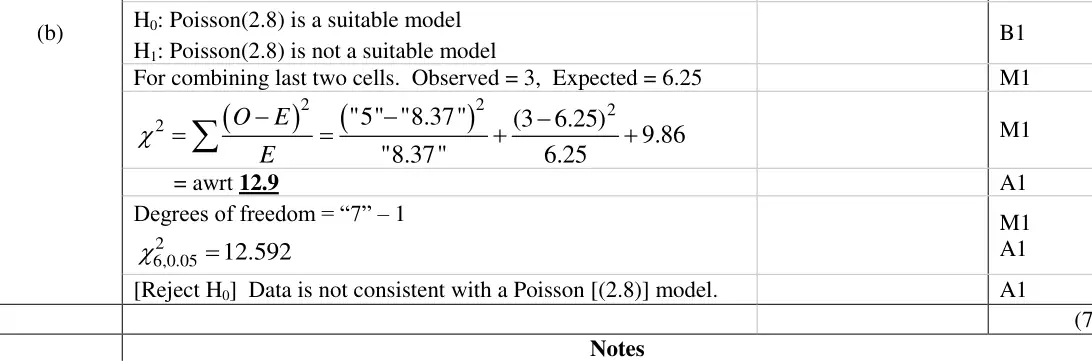 (b)
H₀: Poisson(2.8) is a suitable model
H₁: Poisson(2.8) is not a suitable model
B1
For combining last two cells. Observed = 3, Expected = 6.25
M1
χ² = ∑ (O − E)² / E = ("5"−"8.37")² / "8.37" + (3 − 6.25)² / 6.25 + 9.86
M1
= awrt 12.9
A1
Degrees of freedom = “7” – 1
M1
χ²₆,₀.₀₅ = 12.592
A1
[Reject H₀] Data is not consistent with a Poisson [(2.8)] model.
A1
(7
Notes